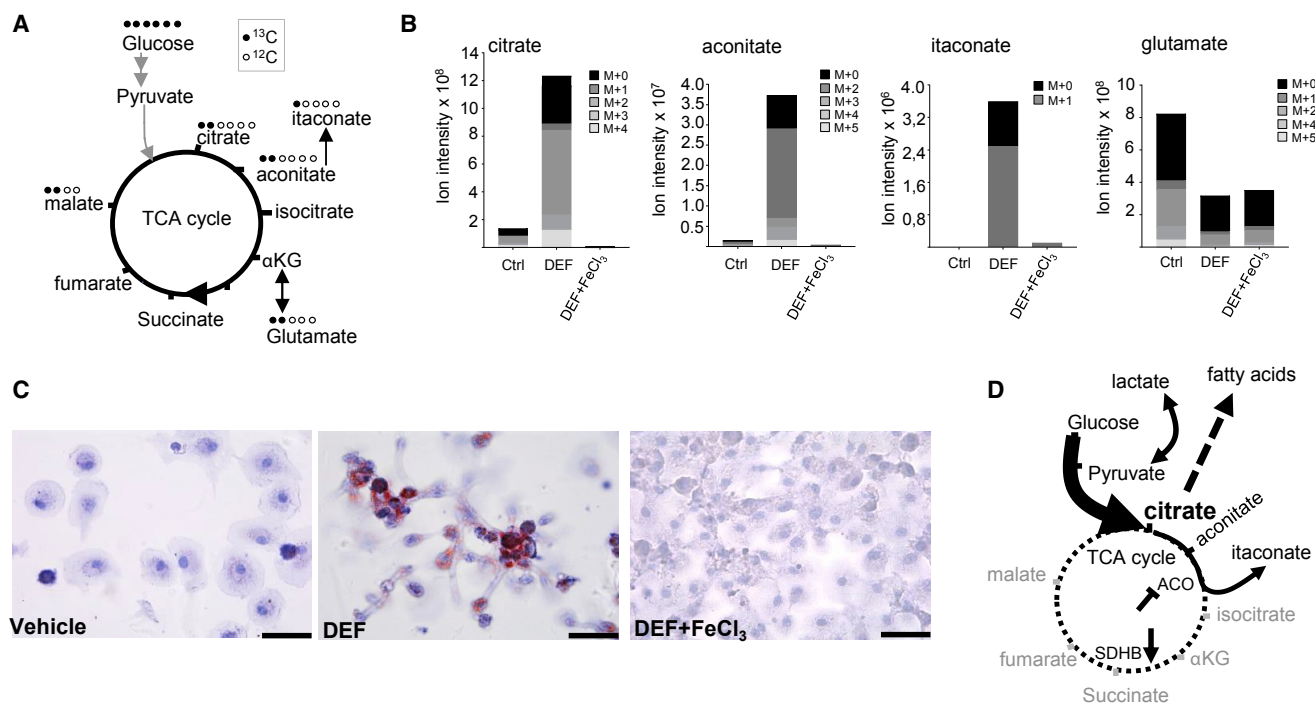 A
Glucose
¹³C
¹²C
Pyruvate
itaconate
citrate
aconitate
malate
TCA cycle
isocitrate
αKG
fumarate
Succinate
Glutamate
B
citrate
Ion intensity x 10⁸
14
12
10
8
6
4
2
M+0
M+1
M+2
M+3
M+4
Ctrl
DEF
DEF+FeCl₃
aconitate
Ion intensity x 10⁷
4.0
3.5
3.0
2.5
2.0
1.5
1.0
0.5
M+0
M+2
M+3
M+4
M+5
Ctrl
DEF
DEF+FeCl₃
itaconate
Ion intensity x 10⁶
4.0
3,2
2,4
1,6
0,8
M+0
M+1
Ctrl
DEF
DEF+FeCl₃
glutamate
Ion intensity x 10⁸
10
8
6
4
2
M+0
M+1
M+2
M+4
M+5
Ctrl
DEF
DEF+FeCl₃
C
Vehicle
DEF
DEF+FeCl₃
D
lactate
fatty acids
Glucose
Pyruvate
citrate
aconitate
TCA cycle
itaconate
malate
ACO
isocitrate
SDHB
fumarate
αKG
Succinate